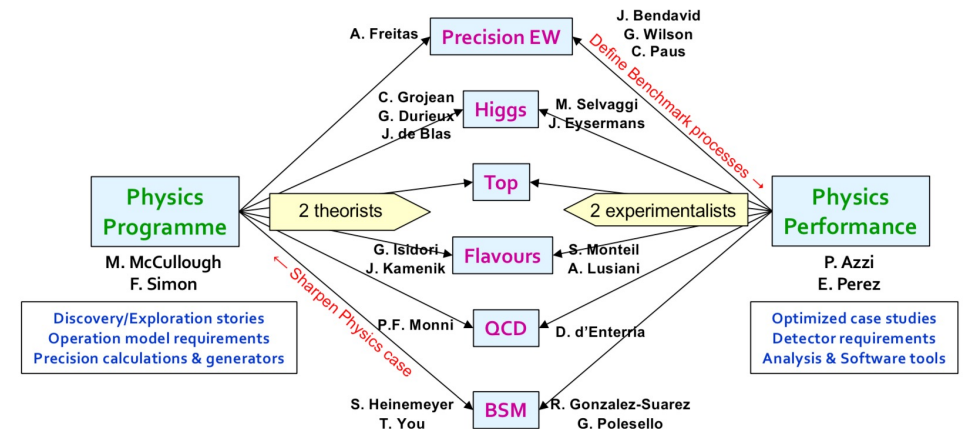 A. Freitas
Precision EW
J. Bendavid
G. Wilson
C. Paus
Define Benchmark processes →
C. Grojean
G. Durieux
J. de Blas
Higgs
M. Selvaggi
J. Eysermans
Top
Physics
Programme
2 theorists
2 experimentalists
Physics
Performance
M. McCullough
F. Simon
G. Isidori
J. Kamenik
Flavours
S. Monteil
A. Lusiani
P. Azzi
E. Perez
← Sharpen Physics case
Discovery/Exploration stories
Operation model requirements
Precision calculations & generators
P.F. Monni
QCD
D. d’Enterria
Optimized case studies
Detector requirements
Analysis & Software tools
S. Heinemeyer
T. You
BSM
R. Gonzalez-Suarez
G. Polesello